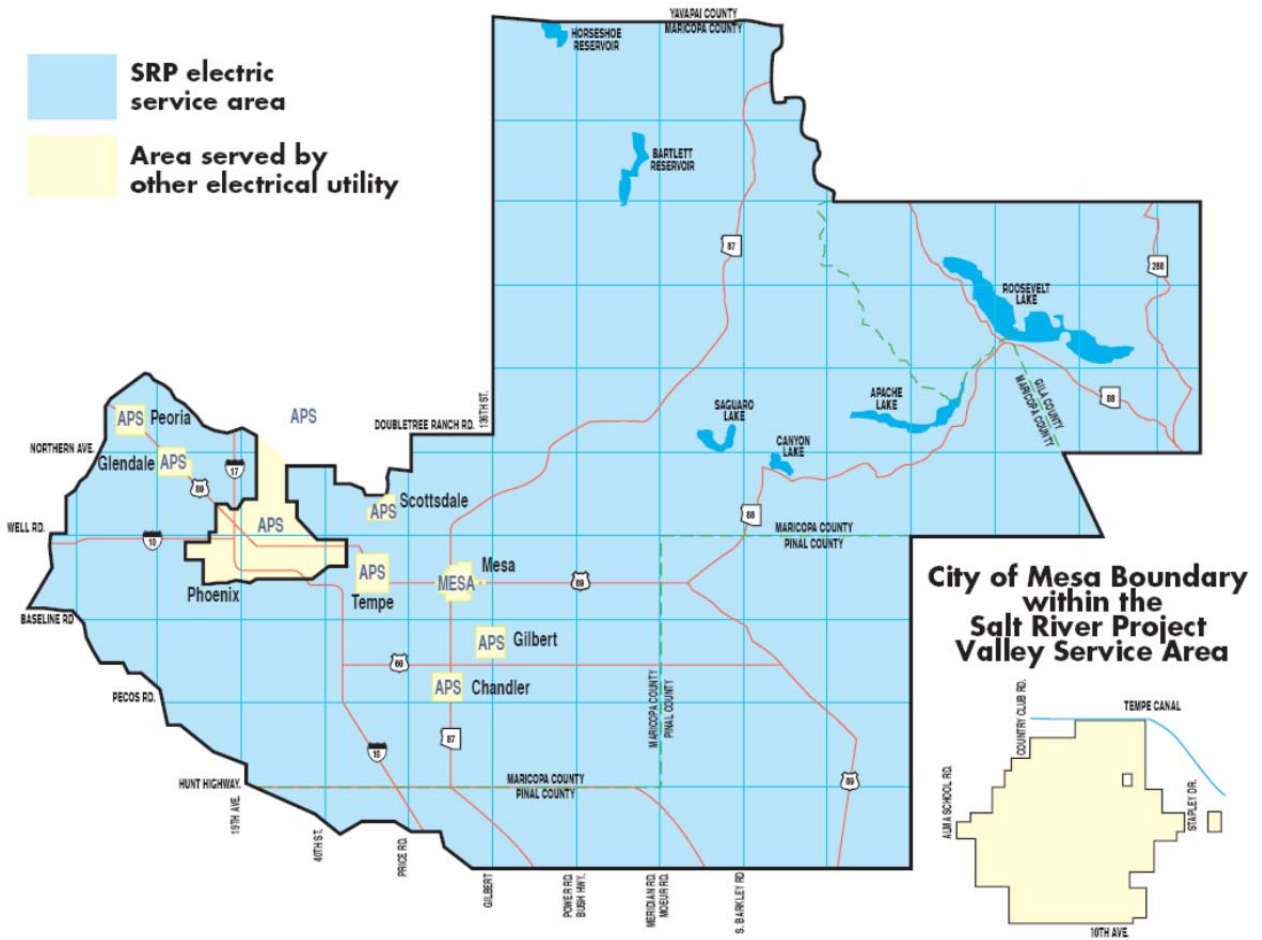 YAVAPAI COUNTY
MARICOPA COUNTY
HORSESHOE
RESERVOIR
SRP electric
service area
Area served by
other electrical utility
BARTLETT
RESERVOIR
87
288
ROOSEVELT
LAKE
GILA COUNTY
MARICOPA COUNTY
88
APACHE
LAKE
SAGUARO
LAKE
CANYON
LAKE
136TH ST.
DOUBLETREE RANCH RD.
APS
APS Peoria
NORTHERN AVE.
Glendale APS
17
89
Scottsdale
APS
APS
88
WELL RD.
10
MARICOPA COUNTY
PINAL COUNTY
Phoenix
APS
Tempe
MESA
Mesa
89
BASELINE RD
APS Gilbert
60
APS Chandler
PECOS RD.
MARICOPA COUNTY
PINAL COUNTY
87
10
89
HUNT HIGHWAY.
MARICOPA COUNTY
PINAL COUNTY
19TH AVE.
40TH ST.
PRICE RD.
GILBERT
POWER RD.
BUSH HWY.
MERIDIAN RD.
MOEUR RD.
S. BARKLEY RD
City of Mesa Boundary
within the
Salt River Project
Valley Service Area
COUNTRY CLUB RD.
TEMPE CANAL
ALMA SCHOOL RD.
STAPLEY DR.
10TH AVE.